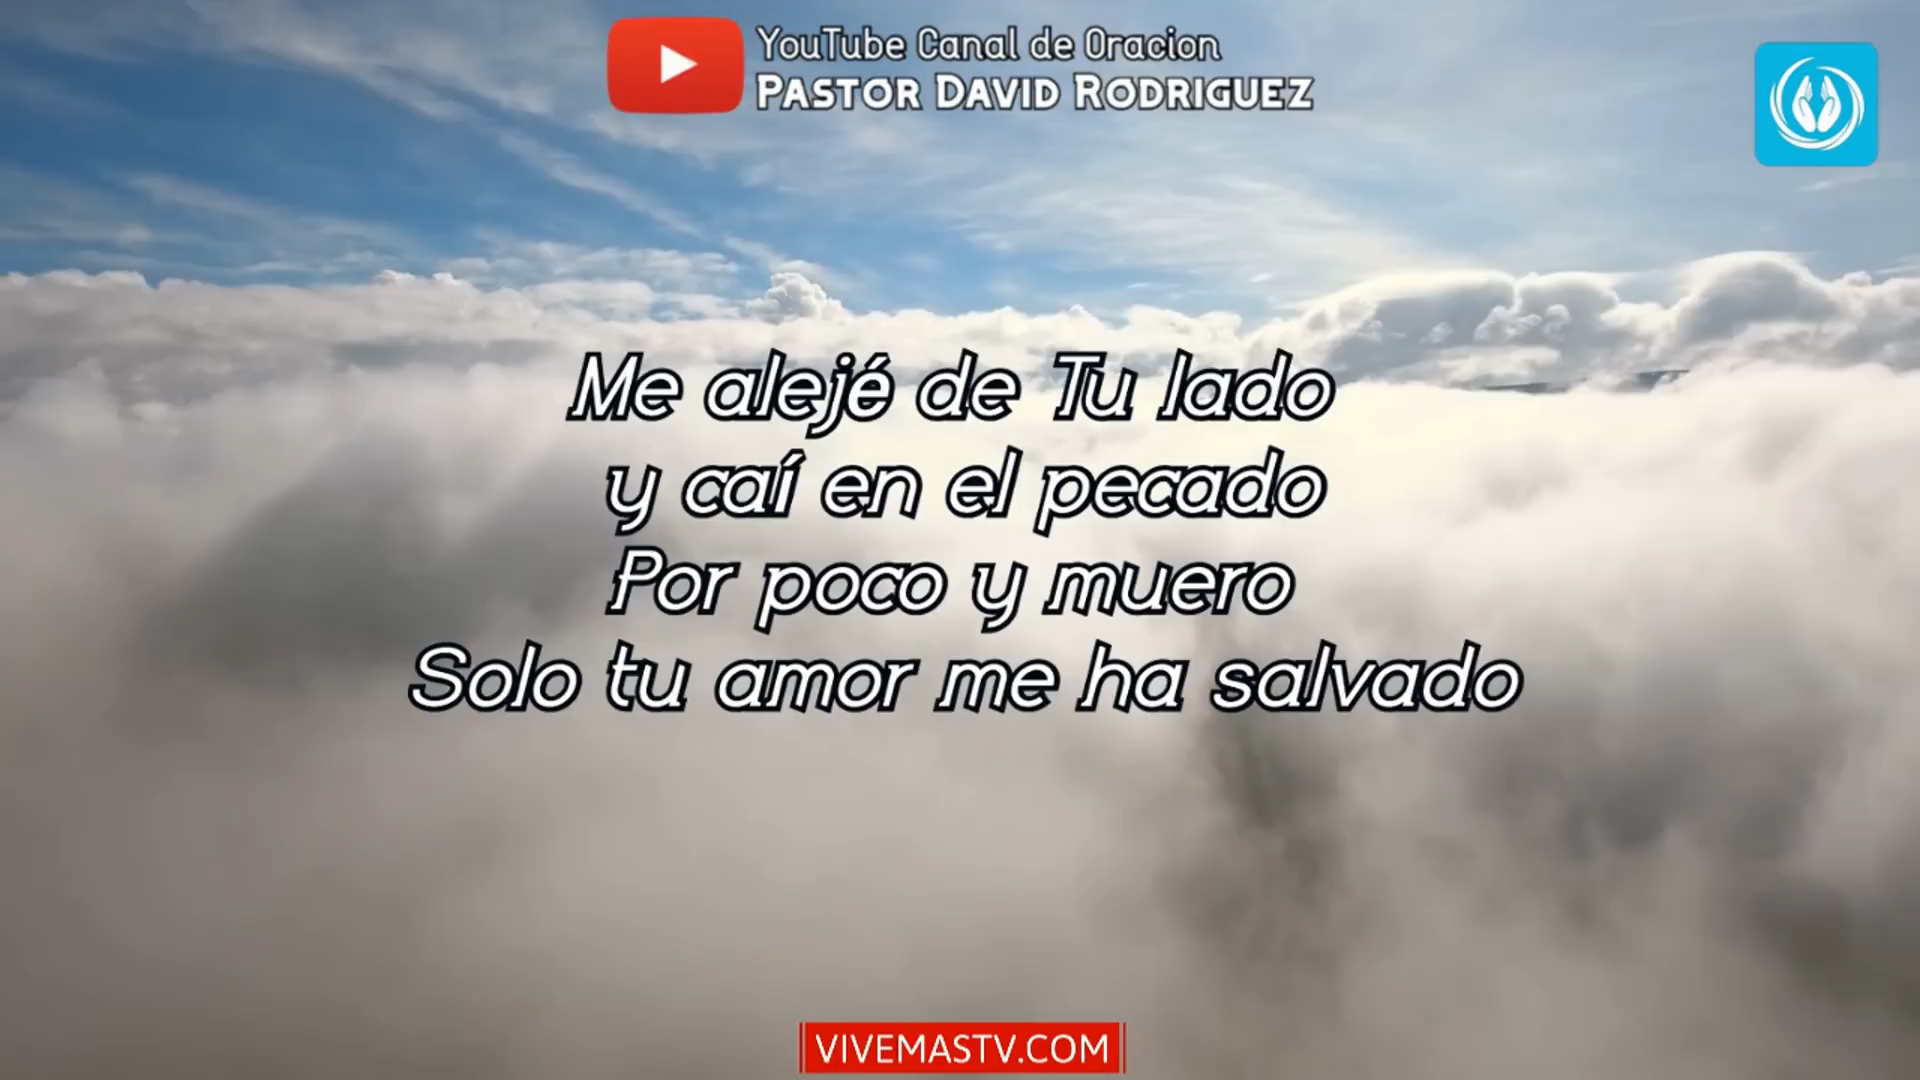 YouTube Canal de Oracion
PASTOR DAVID RODRIGUEZ
Me alejé de Tu lado
y caí en el pecado
Por poco y muero
Solo tu amor me ha salvado
VIVEMASTV.COM